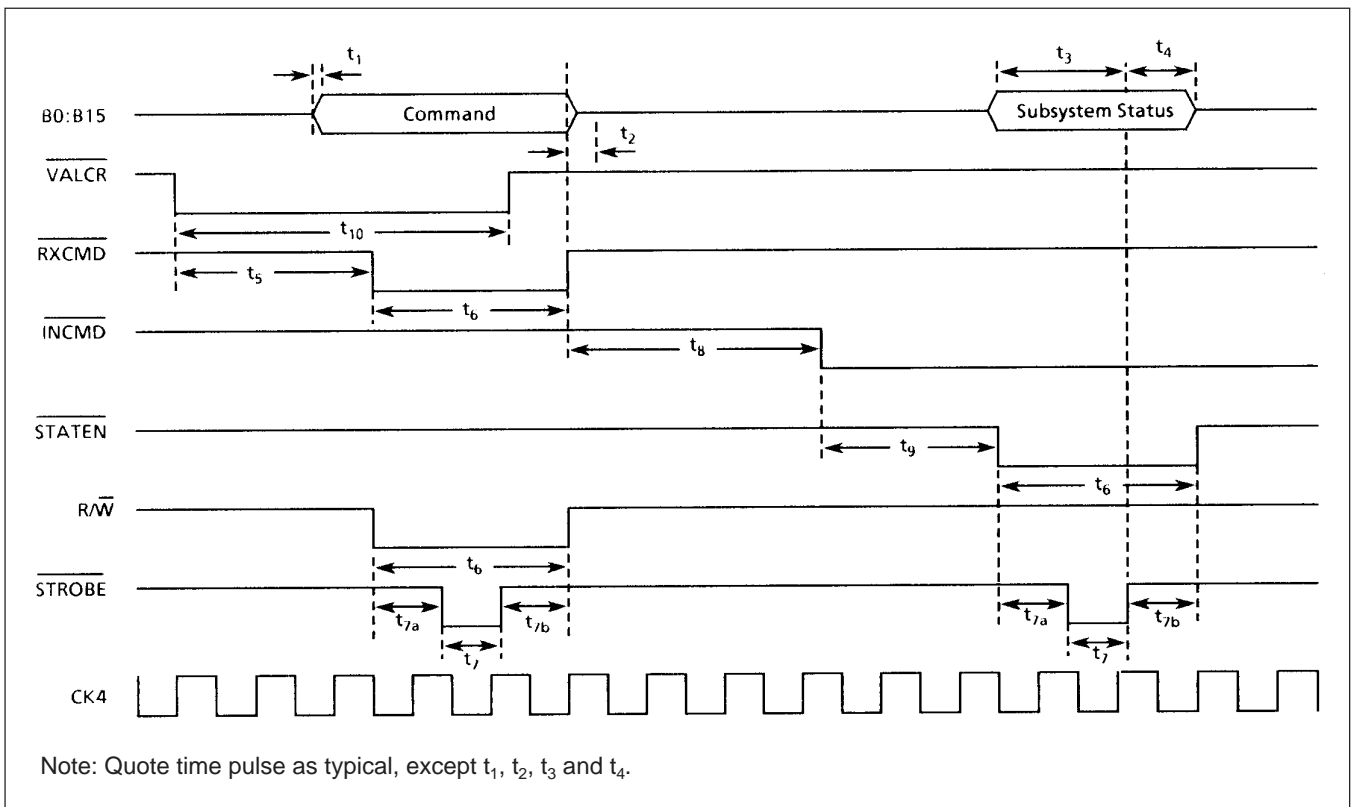 t₁
t₃
t₄
B0:B15
Command
Subsystem Status
t₂
VALCR
t₁₀
RXCMD
t₅
t₆
INCMD
t₈
STATEN
t₉
t₆
R/W
t₆
STROBE
t₇ₐ
t₇b
t₇ₐ
t₇b
t₇
t₇
CK4
Note: Quote time pulse as typical, except t₁, t₂, t₃ and t₄.